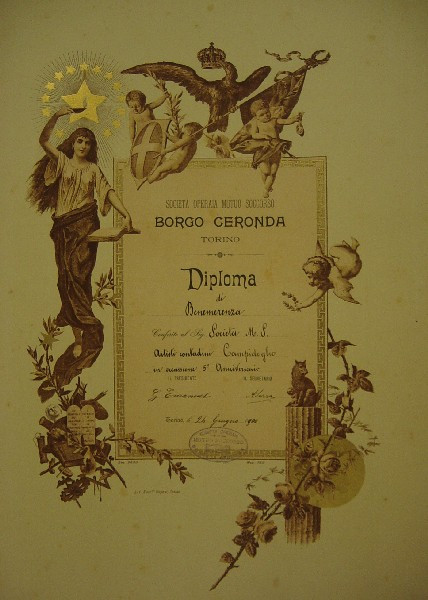 SOCIETÀ OPERAIA MUTUO SOCCORSO
BORGO CERONDA
TORINO
Diploma
di
Benemerenza
Conferito al Sig. Società M. S.
Artisti contadini Campidoglio
in occasione 5° Anniversario
IL PRESIDENTE IL SEGRETARIO
G. Emanuel
Torino, li 24 Giugno